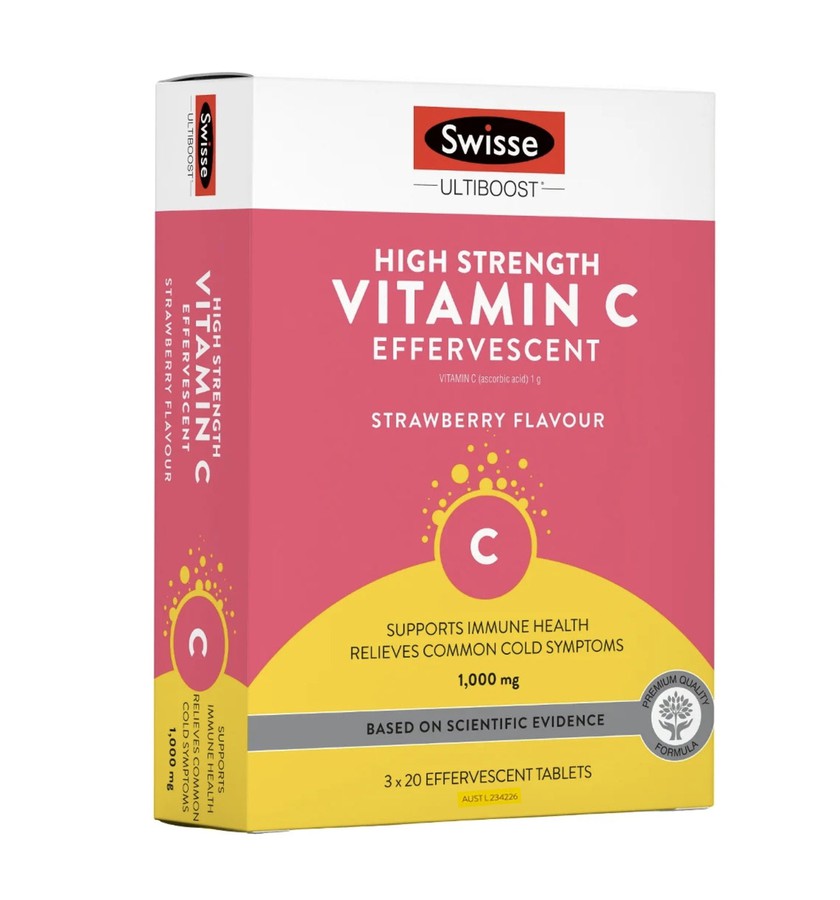 Swisse
ULTIBOOST®
HIGH STRENGTH
VITAMIN C
EFFERVESCENT
VITAMIN C (ascorbic acid) 1 g
STRAWBERRY FLAVOUR
C
SUPPORTS IMMUNE HEALTH
RELIEVES COMMON COLD SYMPTOMS
1,000 mg
BASED ON SCIENTIFIC EVIDENCE
PREMIUM QUALITY
FORMULA
3 x 20 EFFERVESCENT TABLETS
AUST L 234226
Swisse
ULTIBOOST®
HIGH STRENGTH
VITAMIN C
EFFERVESCENT
STRAWBERRY FLAVOUR
C
SUPPORTS
IMMUNE HEALTH
RELIEVES COMMON
COLD SYMPTOMS
1,000 mg